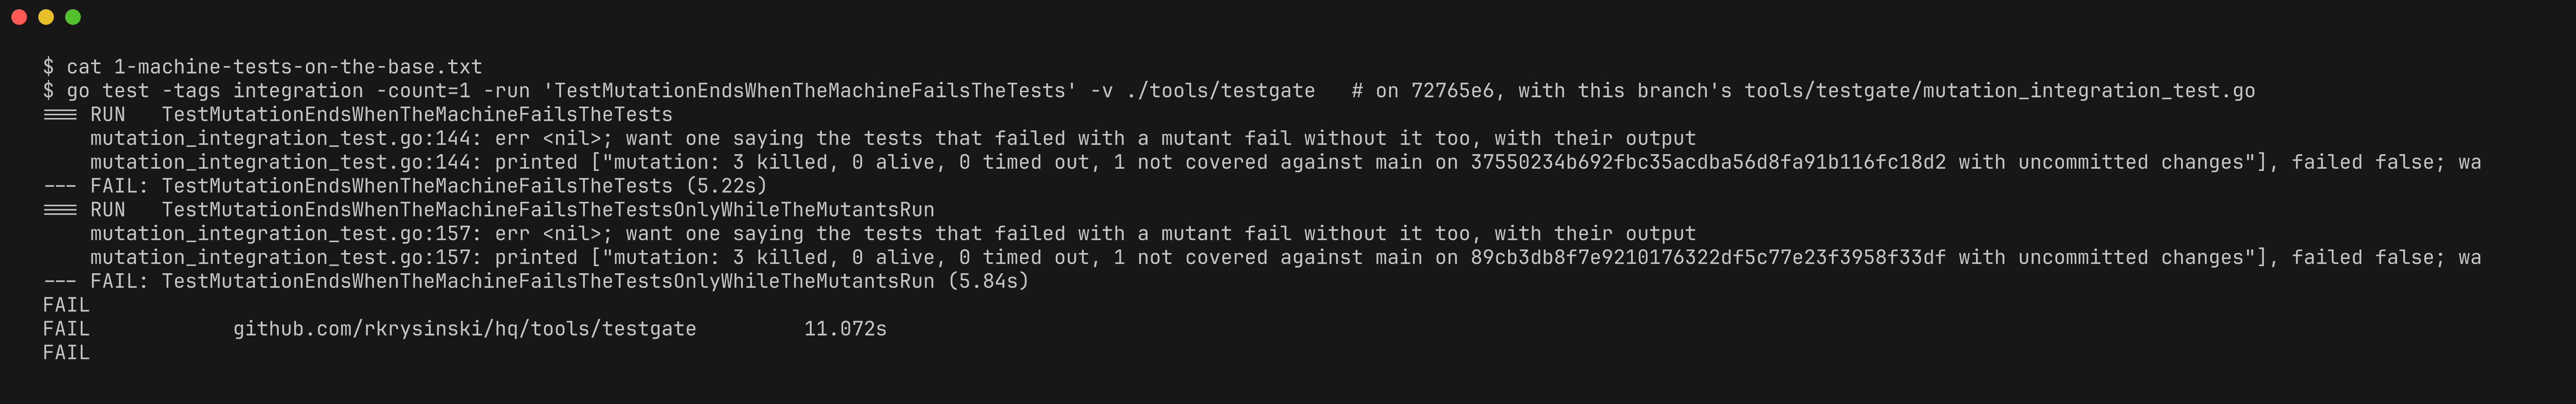 $ cat 1-machine-tests-on-the-base.txt
$ go test -tags integration -count=1 -run 'TestMutationEndsWhenTheMachineFailsTheTests' -v ./tools/testgate   # on 72765e6, with this branch's tools/testgate/mutation_integration_test.go
=== RUN   TestMutationEndsWhenTheMachineFailsTheTests
    mutation_integration_test.go:144: err <nil>; want one saying the tests that failed with a mutant fail without it too, with their output
    mutation_integration_test.go:144: printed ["mutation: 3 killed, 0 alive, 0 timed out, 1 not covered against main on 37550234b692fbc35acdba56d8fa91b116fc18d2 with uncommitted changes"], failed false; wa
--- FAIL: TestMutationEndsWhenTheMachineFailsTheTests (5.22s)
=== RUN   TestMutationEndsWhenTheMachineFailsTheTestsOnlyWhileTheMutantsRun
    mutation_integration_test.go:157: err <nil>; want one saying the tests that failed with a mutant fail without it too, with their output
    mutation_integration_test.go:157: printed ["mutation: 3 killed, 0 alive, 0 timed out, 1 not covered against main on 89cb3db8f7e9210176322df5c77e23f3958f33df with uncommitted changes"], failed false; wa
--- FAIL: TestMutationEndsWhenTheMachineFailsTheTestsOnlyWhileTheMutantsRun (5.84s)
FAIL
FAIL            github.com/rkrysinski/hq/tools/testgate         11.072s
FAIL